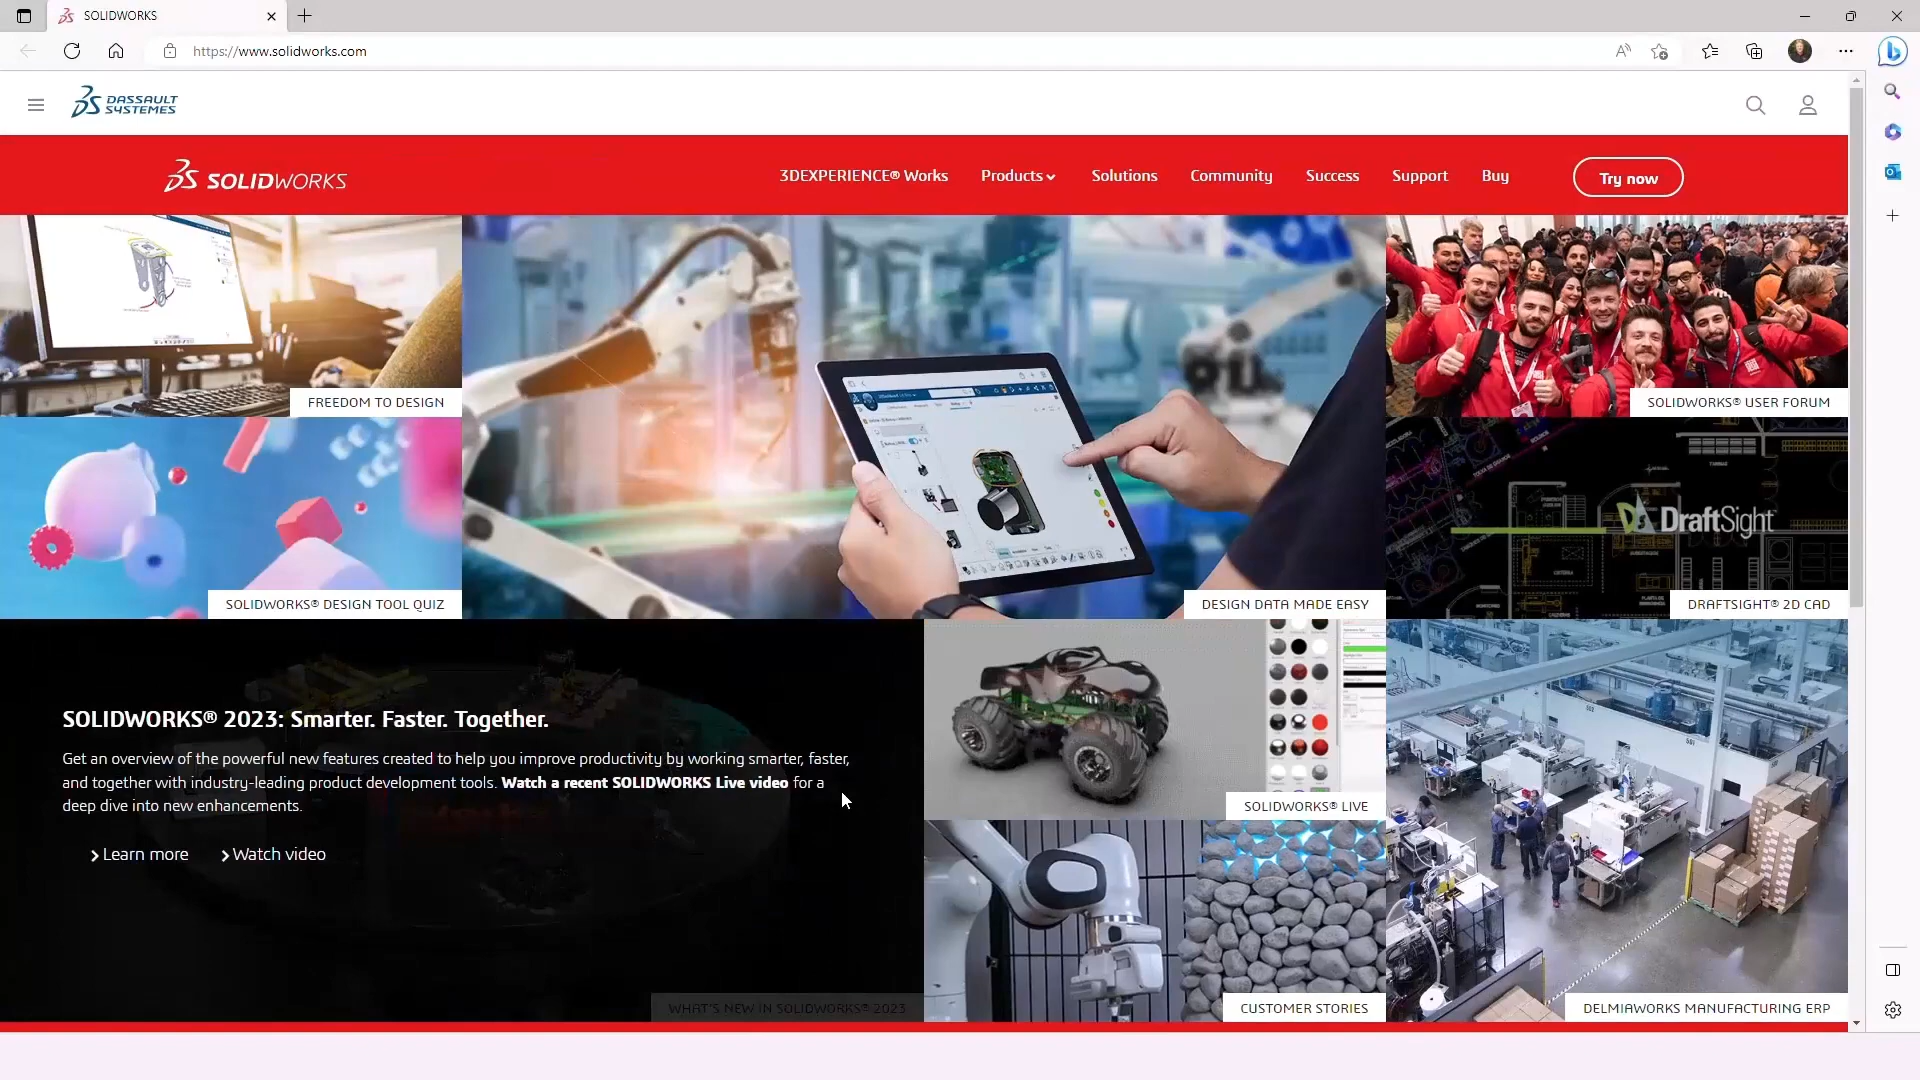 SOLIDWORKS
https://www.solidworks.com
DASSAULT
SYSTEMES
SOLIDWORKS
3DEXPERIENCE® Works
Products
Solutions
Community
Success
Support
Buy
Try now
FREEDOM TO DESIGN
SOLIDWORKS® USER FORUM
DraftSight
SOLIDWORKS® DESIGN TOOL QUIZ
DESIGN DATA MADE EASY
DRAFTSIGHT® 2D CAD
SOLIDWORKS® 2023: Smarter. Faster. Together.
Get an overview of the powerful new features created to help you improve productivity by working smarter, faster,
and together with industry-leading product development tools. Watch a recent SOLIDWORKS Live video for a
deep dive into new enhancements.
Learn more
Watch video
SOLIDWORKS® LIVE
WHAT'S NEW IN SOLIDWORKS® 2023
CUSTOMER STORIES
DELMIAWORKS MANUFACTURING ERP